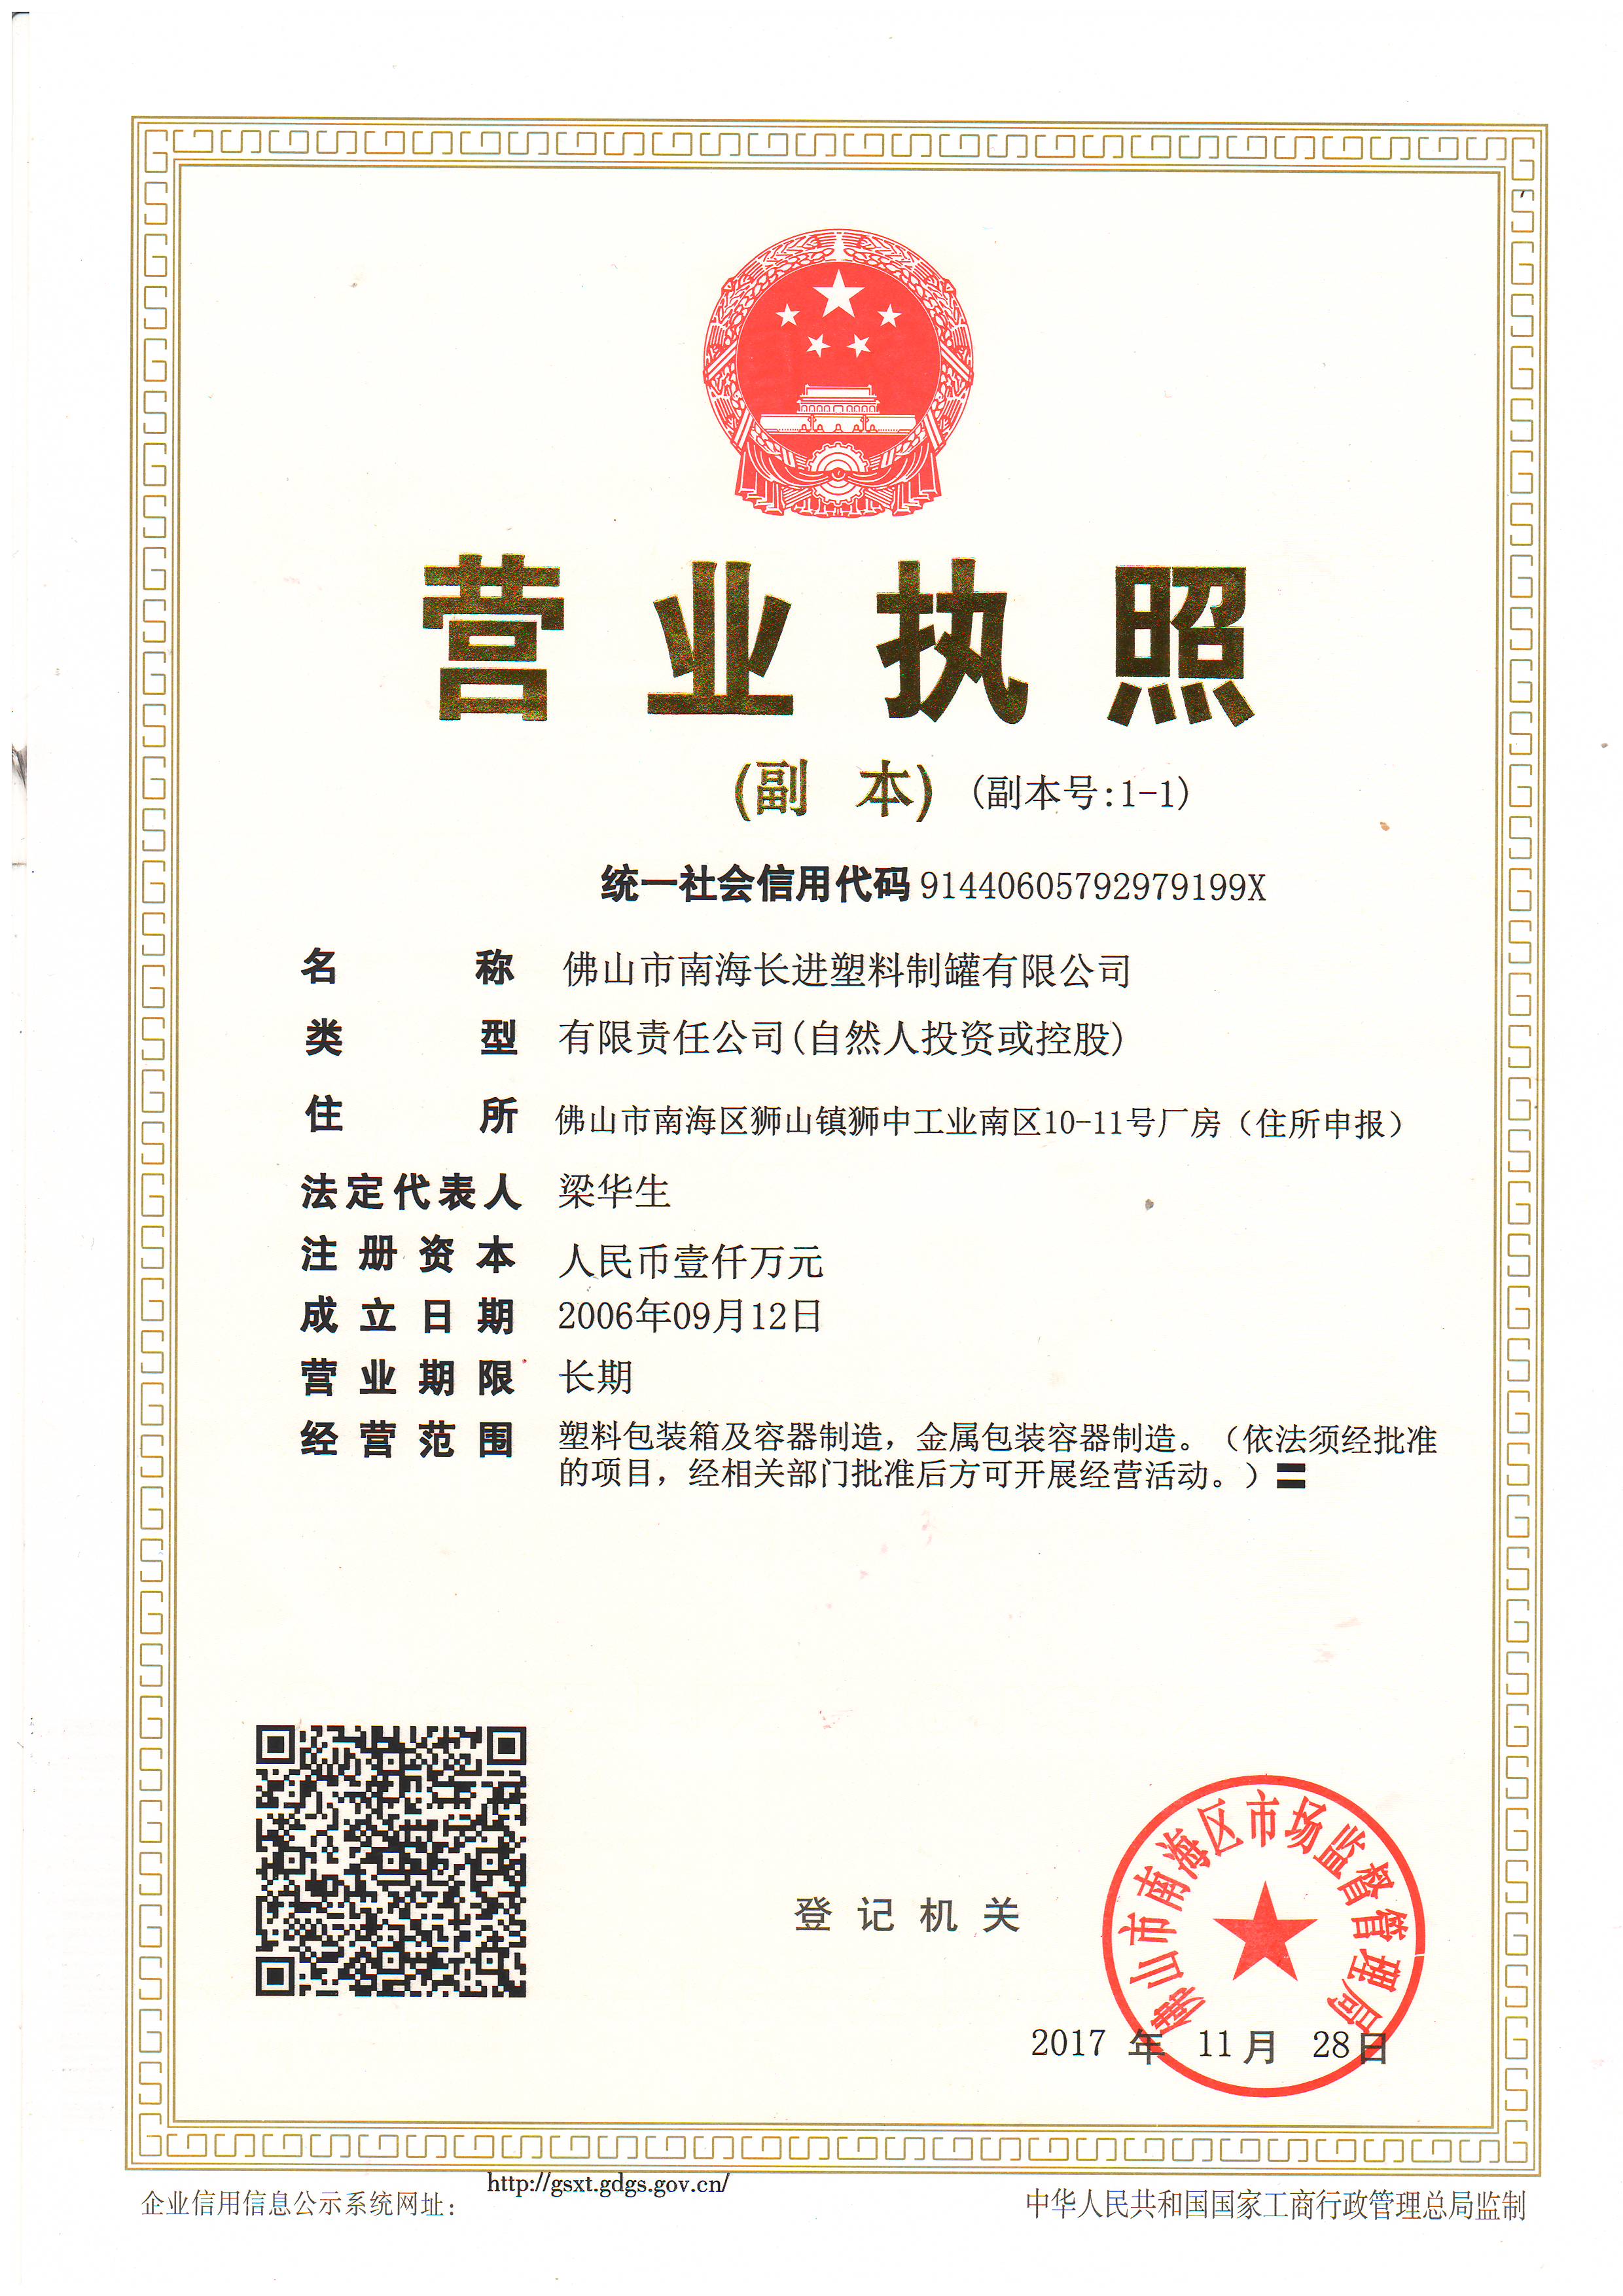 营业执照
(副 本) (副本号:1-1)
统一社会信用代码 91440605792979199X
名 称 佛山市南海长进塑料制罐有限公司
类 型 有限责任公司(自然人投资或控股)
住 所 佛山市南海区狮山镇狮中工业南区10-11号厂房（住所申报）
法定代表人 梁华生
注册资本 人民币壹仟万元
成立日期 2006年09月12日
营业期限 长期
经营范围 塑料包装箱及容器制造，金属包装容器制造。（依法须经批准
的项目，经相关部门批准后方可开展经营活动。）〓
佛山市南海区市场监督管理局
登记机关
2017 年 11 月 28 日
企业信用信息公示系统网址： http://gsxt.gdgs.gov.cn/
中华人民共和国国家工商行政管理总局监制